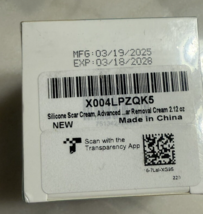 MFG:03/19/2025
EXP:03/18/2028
X004LPZQK5
Silicone Scar Cream, Advanced ...ar Removal Cream 2.12 oz
NEW
Made in China
Scan with the
Transparency App